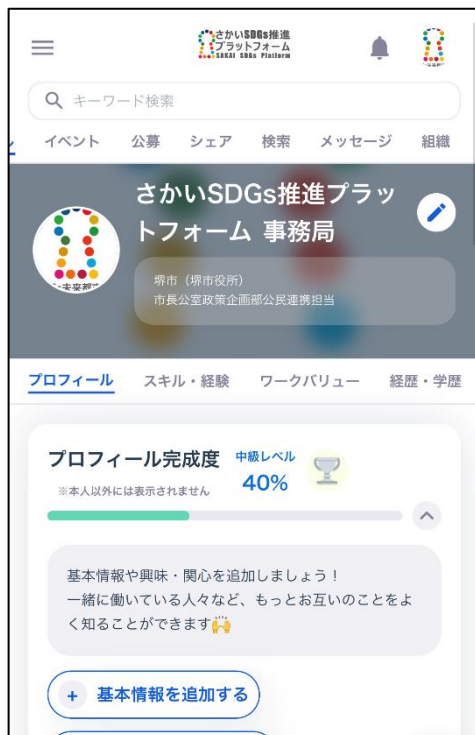 さかいSDGs推進
プラットフォーム
SAKAI SDGs Platform
キーワード検索
イベント 公募 シェア 検索 メッセージ 組織
さかいSDGs推進プラッ
トフォーム 事務局
堺市（堺市役所）
市長公室政策企画部公民連携担当
プロフィール スキル・経験 ワークバリュー 経歴・学歴
プロフィール完成度 中級レベル
※本人以外には表示されません 40%
基本情報や興味・関心を追加しましょう！
一緒に働いている人々など、もっとお互いのことをよ
く知ることができます🙌
+ 基本情報を追加する